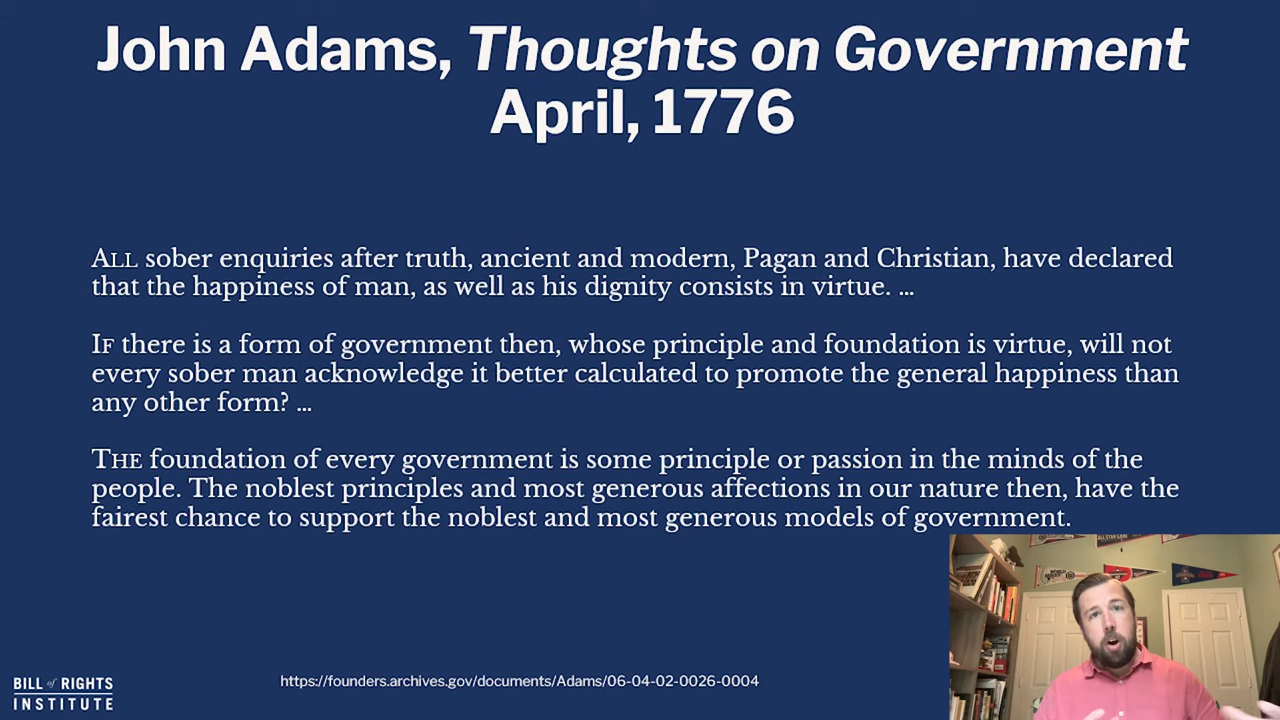 John Adams, Thoughts on Government
April, 1776
ALL sober enquiries after truth, ancient and modern, Pagan and Christian, have declared
that the happiness of man, as well as his dignity consists in virtue. ...
IF there is a form of government then, whose principle and foundation is virtue, will not
every sober man acknowledge it better calculated to promote the general happiness than
any other form? ...
THE foundation of every government is some principle or passion in the minds of the
people. The noblest principles and most generous affections in our nature then, have the
fairest chance to support the noblest and most generous models of government.
BILL of RIGHTS
INSTITUTE
https://founders.archives.gov/documents/Adams/06-04-02-0026-0004